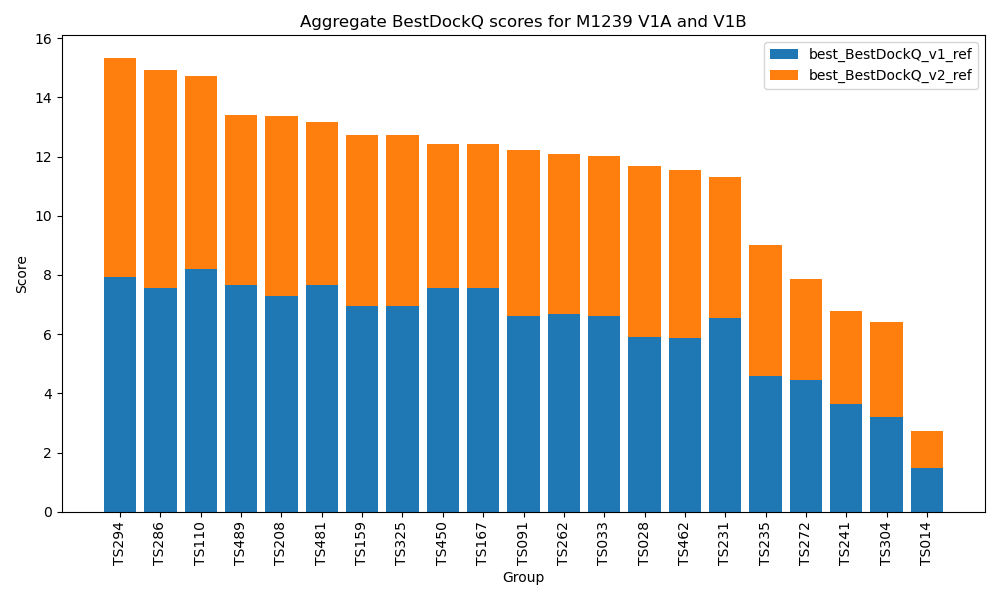 Aggregate BestDockQ scores for M1239 V1A and V1B
best_BestDockQ_v1_ref
best_BestDockQ_v2_ref
Score
16
14
12
10
8
6
4
2
0
TS294
TS286
TS110
TS489
TS208
TS481
TS159
TS325
TS450
TS167
TS091
TS262
TS033
TS028
TS462
TS231
TS235
TS272
TS241
TS304
TS014
Group